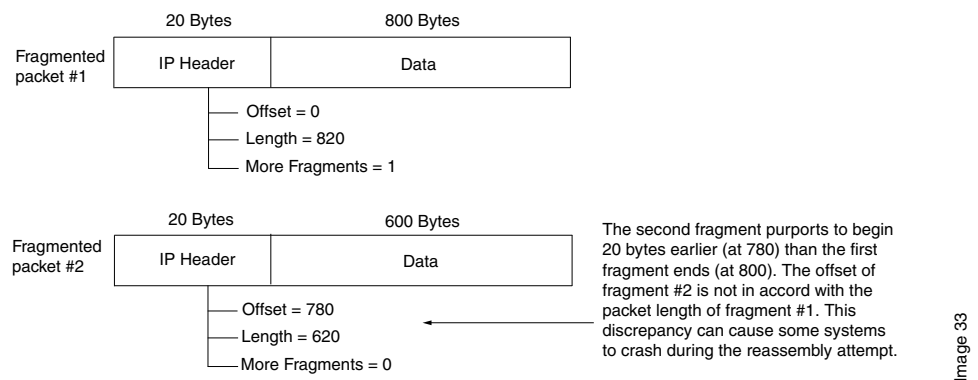 20 Bytes 800 Bytes
Fragmented
packet #1
IP Header Data
Offset = 0
Length = 820
More Fragments = 1
20 Bytes 600 Bytes
Fragmented
packet #2
IP Header Data
Offset = 780
Length = 620
More Fragments = 0
The second fragment purports to begin
20 bytes earlier (at 780) than the first
fragment ends (at 800). The offset of
fragment #2 is not in accord with the
packet length of fragment #1. This
discrepancy can cause some systems
to crash during the reassembly attempt.
Image 33